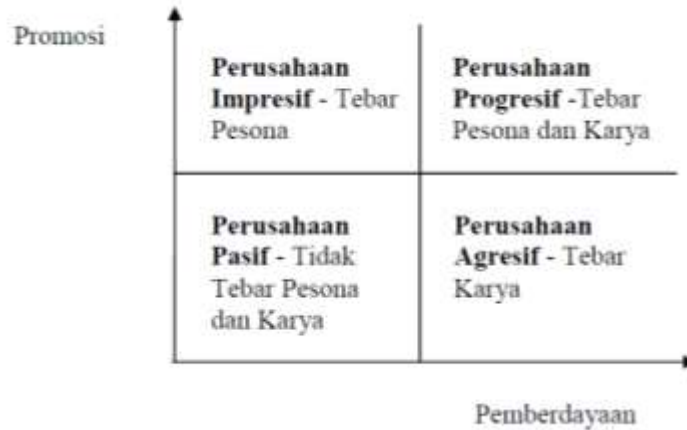 Promosi
Perusahaan
Impresif - Tebar
Pesona
Perusahaan
Progresif -Tebar
Pesona dan Karya
Perusahaan
Pasif - Tidak
Tebar Pesona
dan Karya
Perusahaan
Agresif - Tebar
Karya
Pemberdayaan